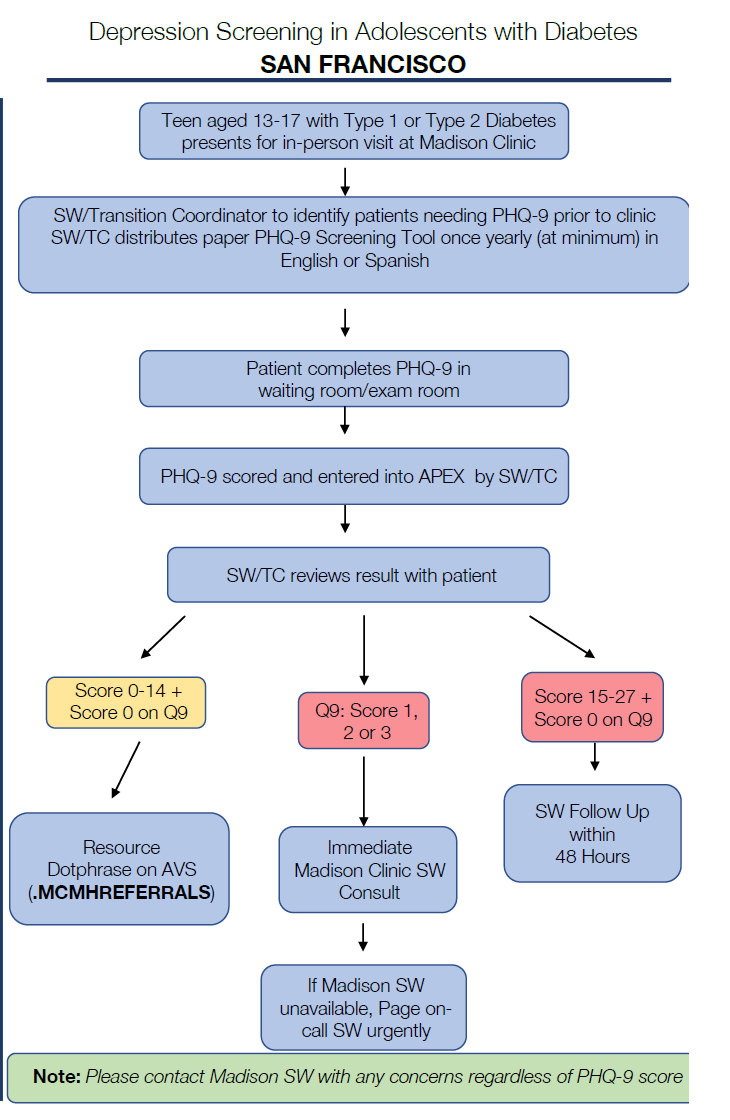 Depression Screening in Adolescents with Diabetes
SAN FRANCISCO
Teen aged 13-17 with Type 1 or Type 2 Diabetes
presents for in-person visit at Madison Clinic
SW/Transition Coordinator to identify patients needing PHQ-9 prior to clinic
SW/TC distributes paper PHQ-9 Screening Tool once yearly (at minimum) in
English or Spanish
Patient completes PHQ-9 in
waiting room/exam room
PHQ-9 scored and entered into APEX by SW/TC
SW/TC reviews result with patient
Score 0-14 +
Score 0 on Q9
Q9: Score 1,
2 or 3
Score 15-27 +
Score 0 on Q9
Resource
Dotphrase on AVS
(.MCMHREFERRALS)
Immediate
Madison Clinic SW
Consult
SW Follow Up
within
48 Hours
If Madison SW
unavailable, Page on-
call SW urgently
Note: Please contact Madison SW with any concerns regardless of PHQ-9 score